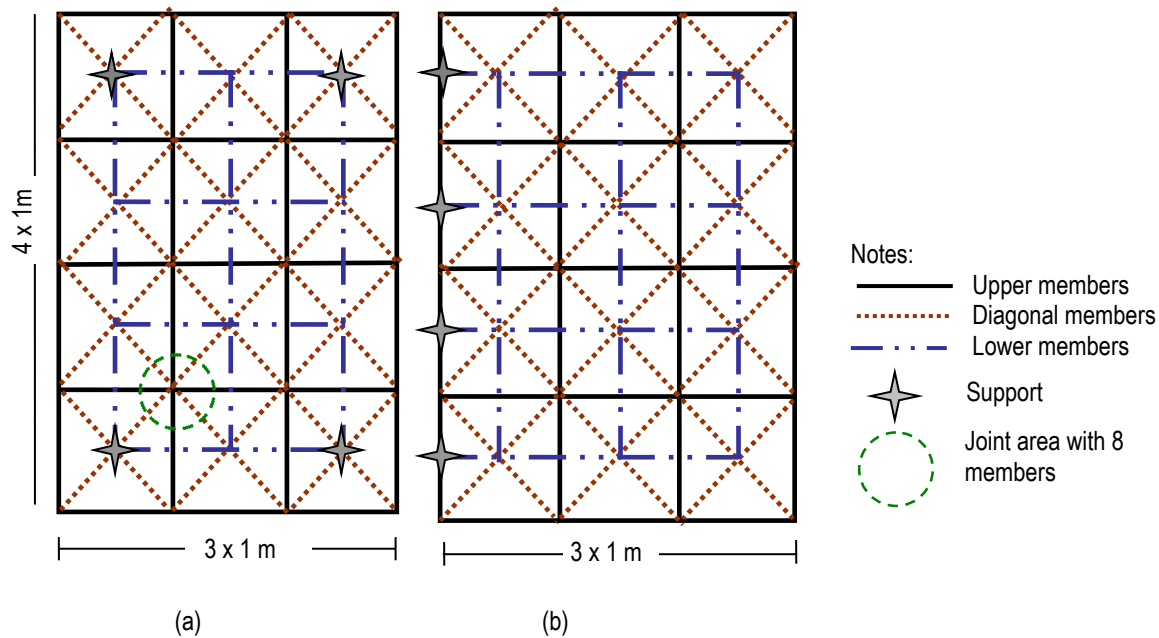 4 x 1m
3 x 1 m
3 x 1 m
(a)
(b)
Notes:
Upper members
Diagonal members
Lower members
Support
Joint area with 8
members